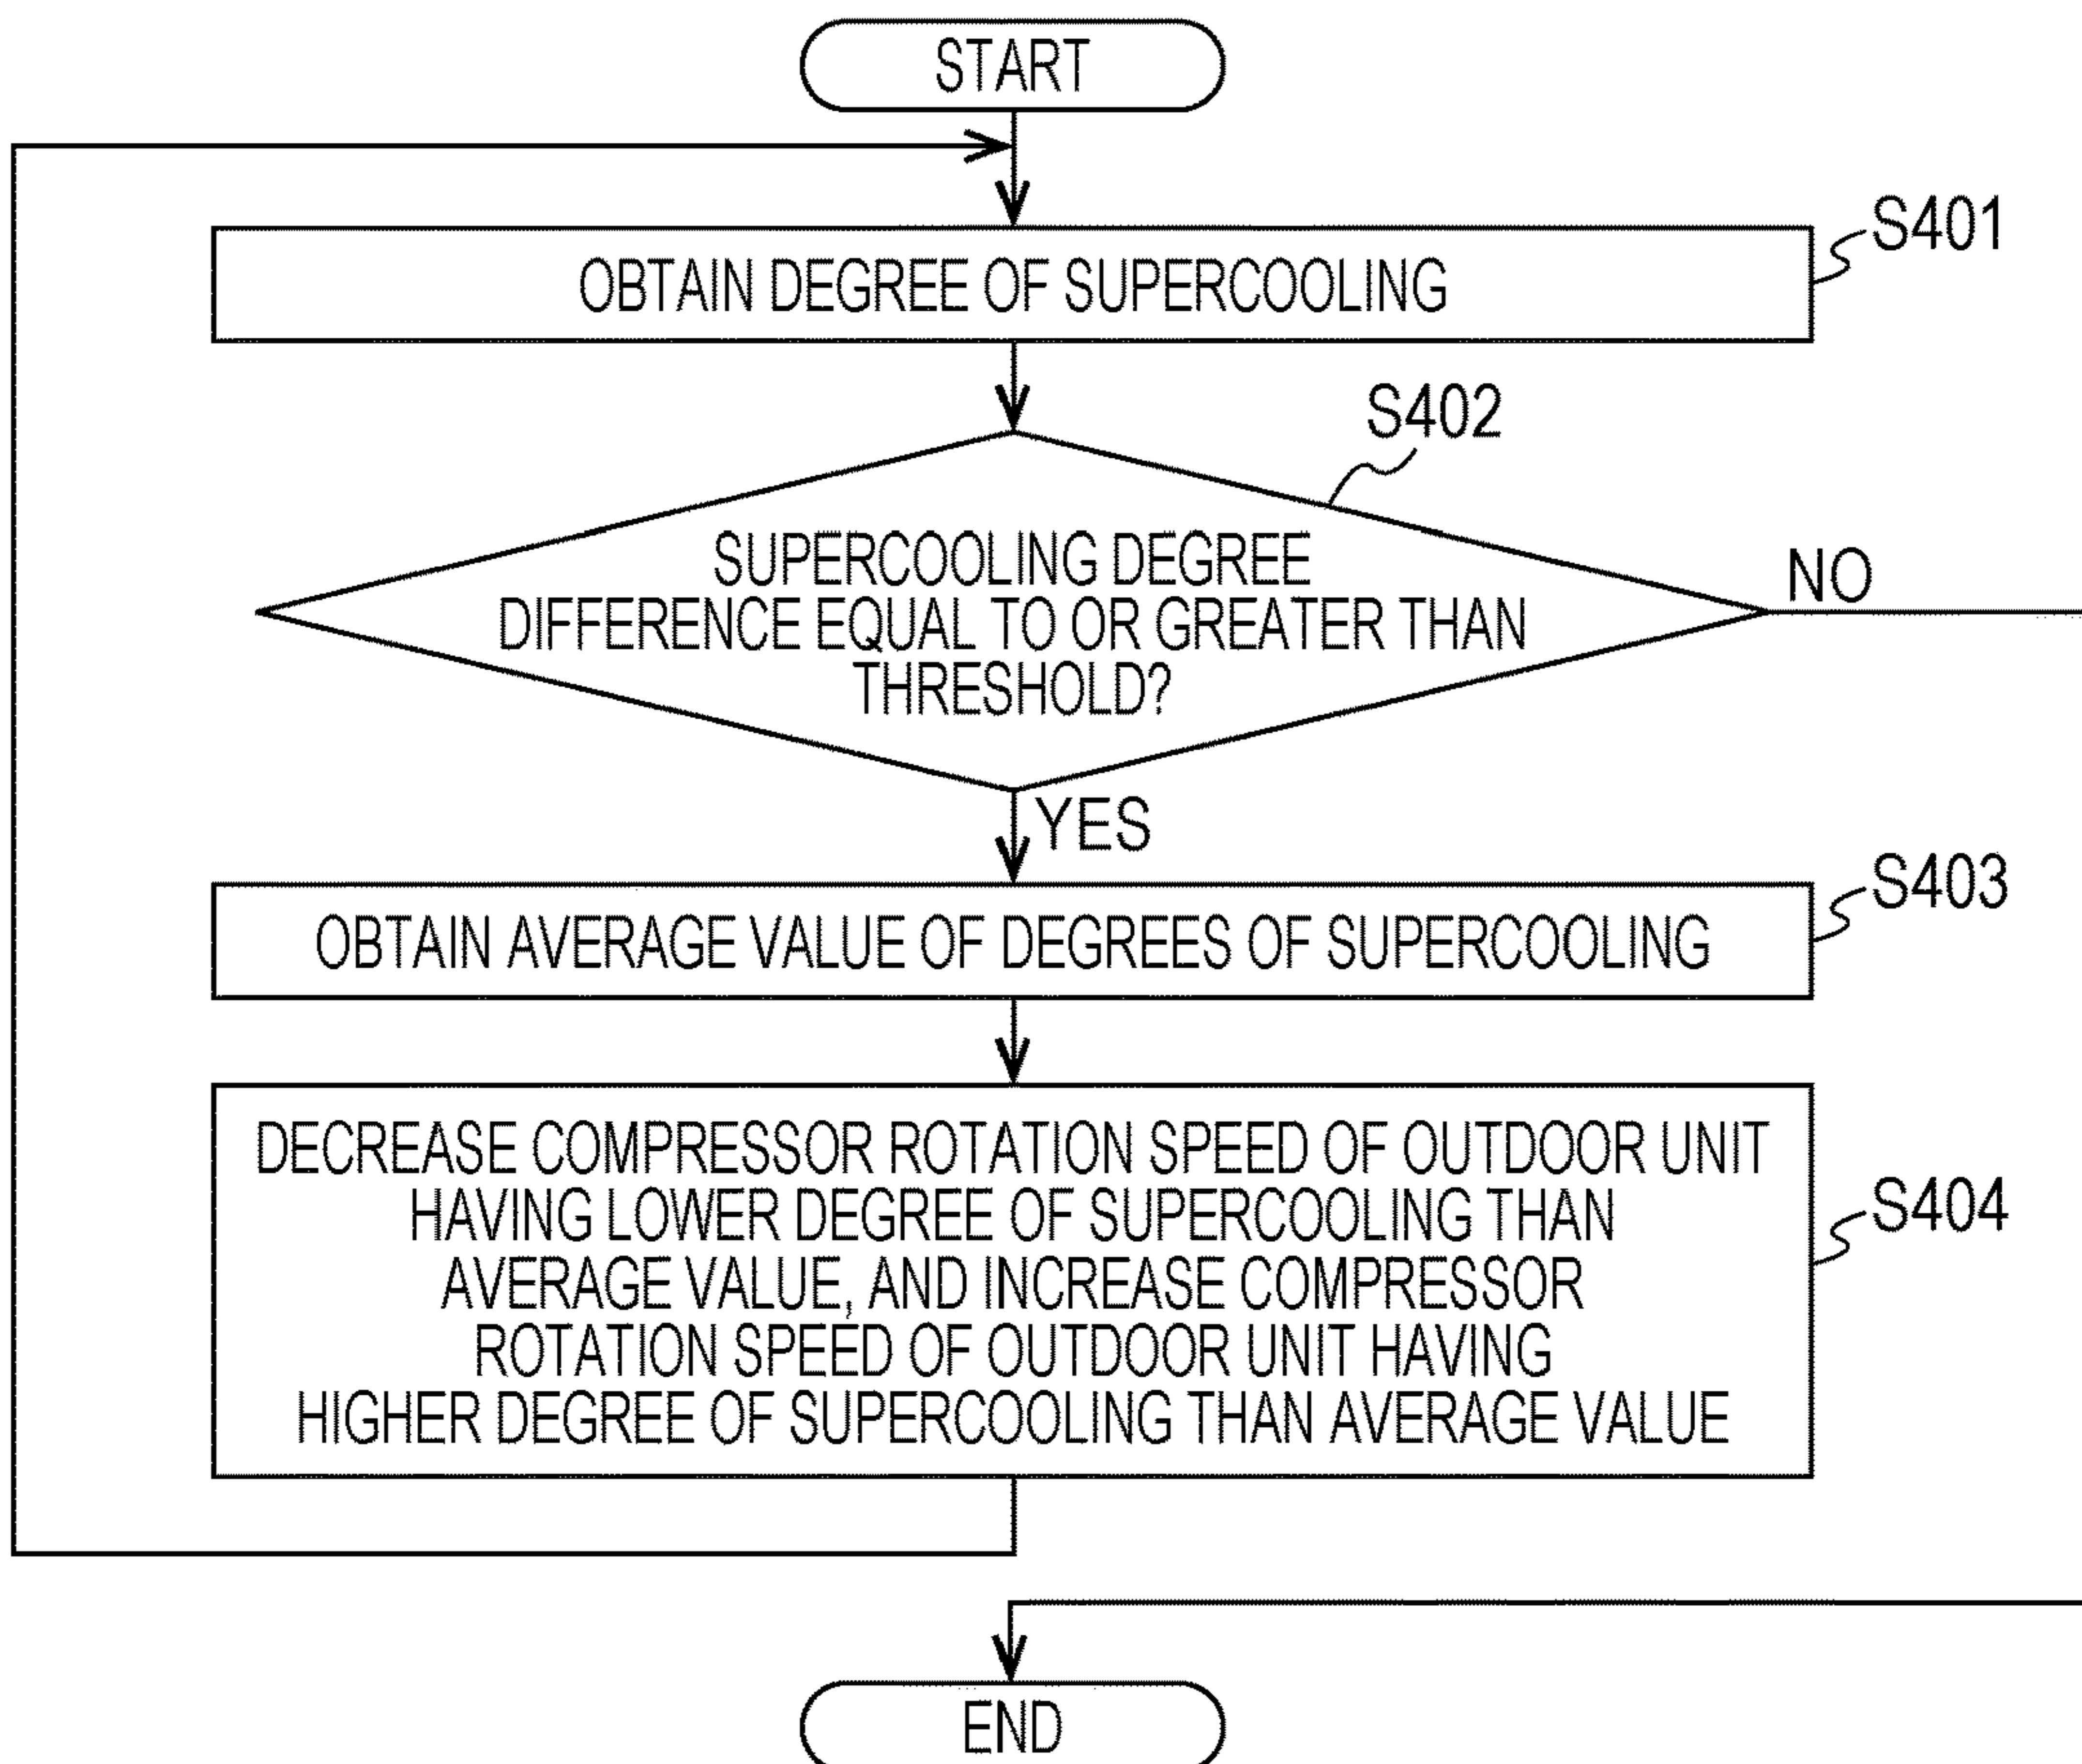 START
S401
OBTAIN DEGREE OF SUPERCOOLING
S402
SUPERCOOLING DEGREE
DIFFERENCE EQUAL TO OR GREATER THAN
THRESHOLD?
NO
YES
S403
OBTAIN AVERAGE VALUE OF DEGREES OF SUPERCOOLING
DECREASE COMPRESSOR ROTATION SPEED OF OUTDOOR UNIT
HAVING LOWER DEGREE OF SUPERCOOLING THAN
AVERAGE VALUE, AND INCREASE COMPRESSOR
ROTATION SPEED OF OUTDOOR UNIT HAVING
HIGHER DEGREE OF SUPERCOOLING THAN AVERAGE VALUE
S404
END